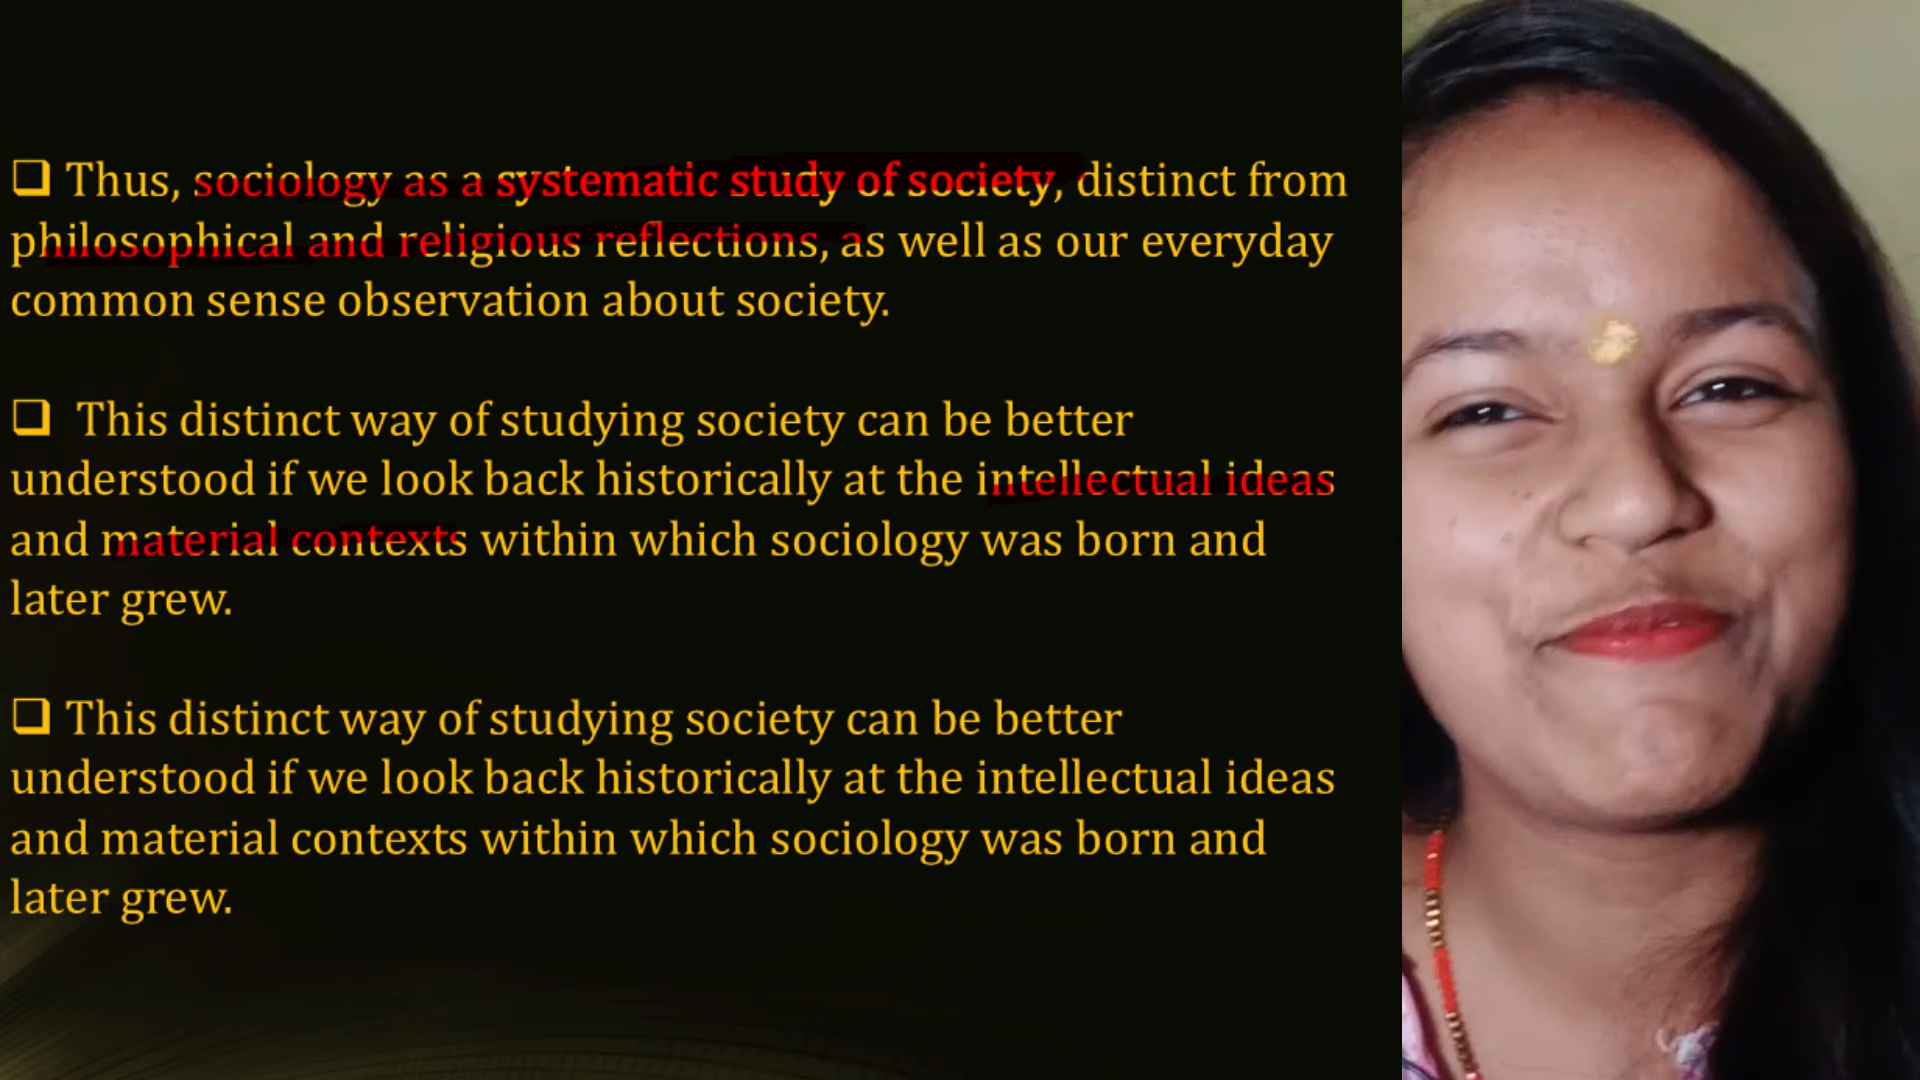 ❑ Thus, sociology as a systematic study of society, distinct from
philosophical and religious reflections, as well as our everyday
common sense observation about society.
❑ This distinct way of studying society can be better
understood if we look back historically at the intellectual ideas
and material contexts within which sociology was born and
later grew.
❑ This distinct way of studying society can be better
understood if we look back historically at the intellectual ideas
and material contexts within which sociology was born and
later grew.